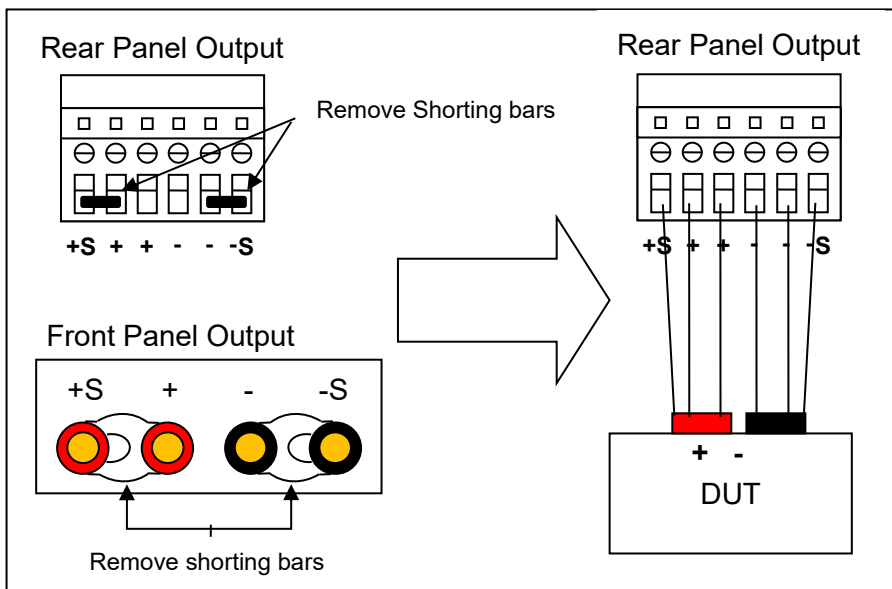 Rear Panel Output
Remove Shorting bars
+S + + - - -S
Front Panel Output
+S + - -S
Remove shorting bars
Rear Panel Output
+S + + - - -S
+ -
DUT